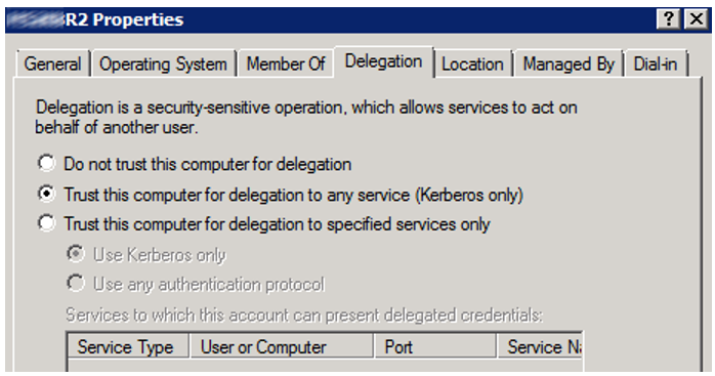 R2 Properties
General Operating System Member Of Delegation Location Managed By Dial-in
Delegation is a security-sensitive operation, which allows services to act on
behalf of another user.
Do not trust this computer for delegation
Trust this computer for delegation to any service (Kerberos only)
Trust this computer for delegation to specified services only
Use Kerberos only
Use any authentication protocol
Services to which this account can present delegated credentials:
Service Type User or Computer Port Service